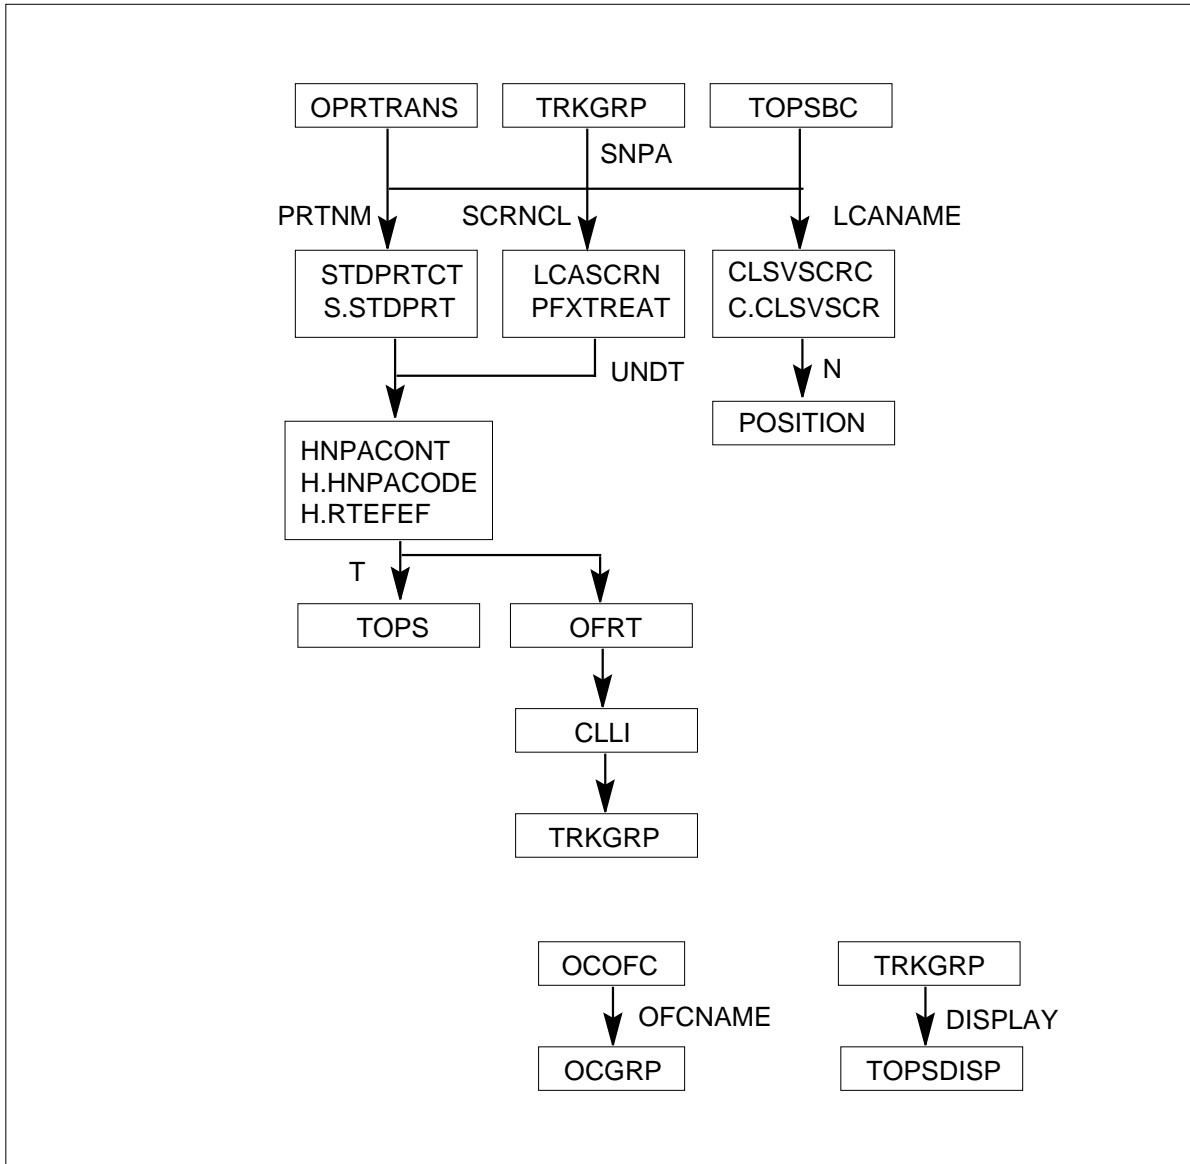 OPRTRANS
TRKGRP
TOPSBC
SNPA
PRTNM
SCRNCL
LCANAME
STDPRTCT
S.STDPRT
LCASCRN
PFXTREAT
CLSVSCRC
C.CLSVSCR
UNDT
N
POSITION
HNPACONT
H.HNPACODE
H.RTEFEF
T
TOPS
OFRT
CLLI
TRKGRP
OCOFC
TRKGRP
OFCNAME
DISPLAY
OCGRP
TOPSDISP